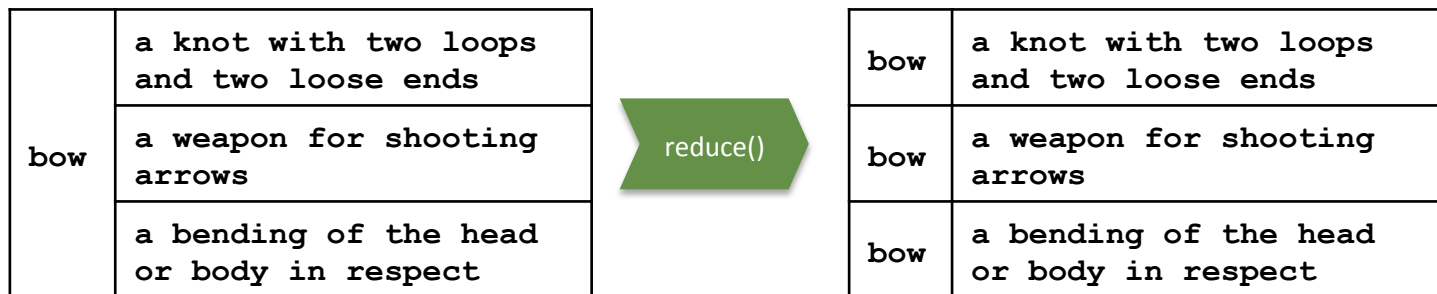 bow
a knot with two loops
and two loose ends
a weapon for shooting
arrows
a bending of the head
or body in respect
reduce()
bow
a knot with two loops
and two loose ends
bow
a weapon for shooting
arrows
bow
a bending of the head
or body in respect